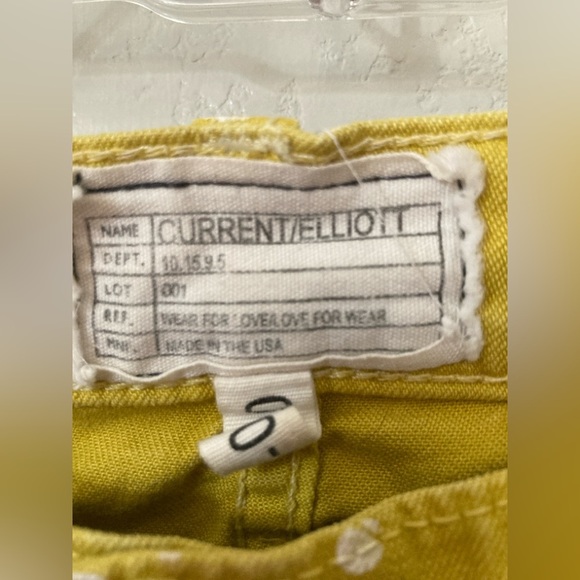 NAME CURRENT/ELLIOTT
DEPT. 10.15.9.5
LOT 001
REF. WEAR FOR LOVE/LOVE FOR WEAR
MNF. MADE IN THE USA